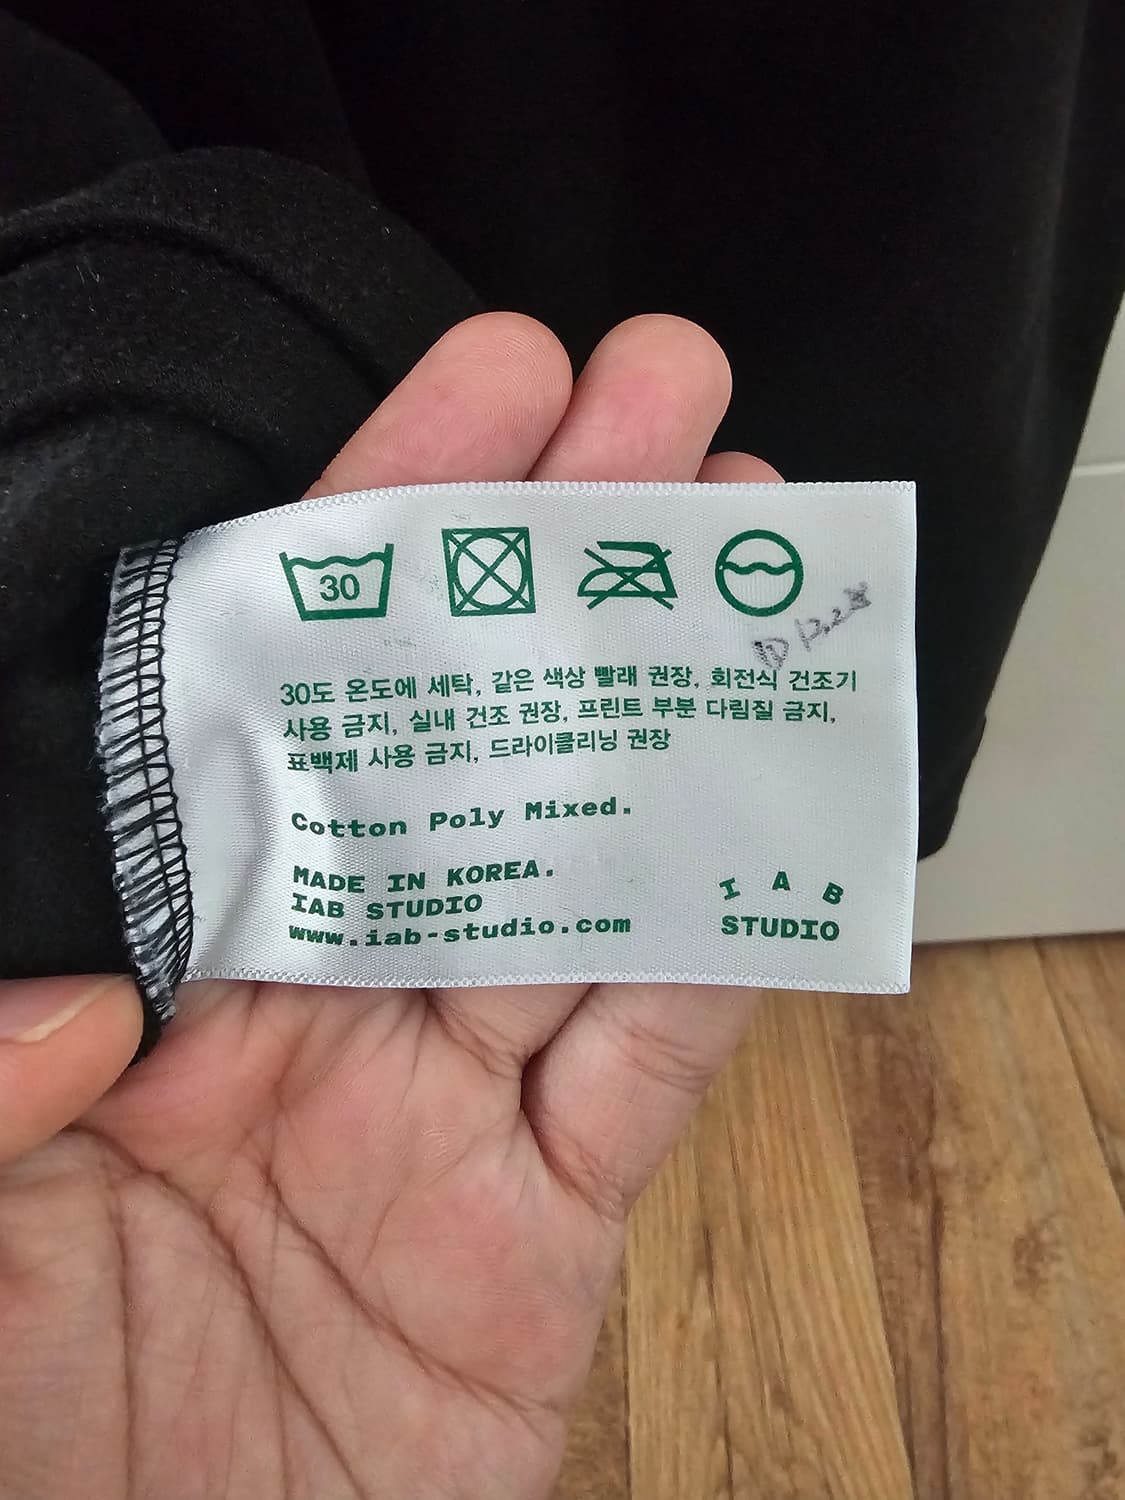 30
30도 온도에 세탁, 같은 색상 빨래 권장, 회전식 건조기
사용 금지, 실내 건조 권장, 프린트 부분 다림질 금지,
표백제 사용 금지, 드라이클리닝 권장
Cotton Poly Mixed.
MADE IN KOREA.
IAB STUDIO
www.iab-studio.com
I A B
STUDIO